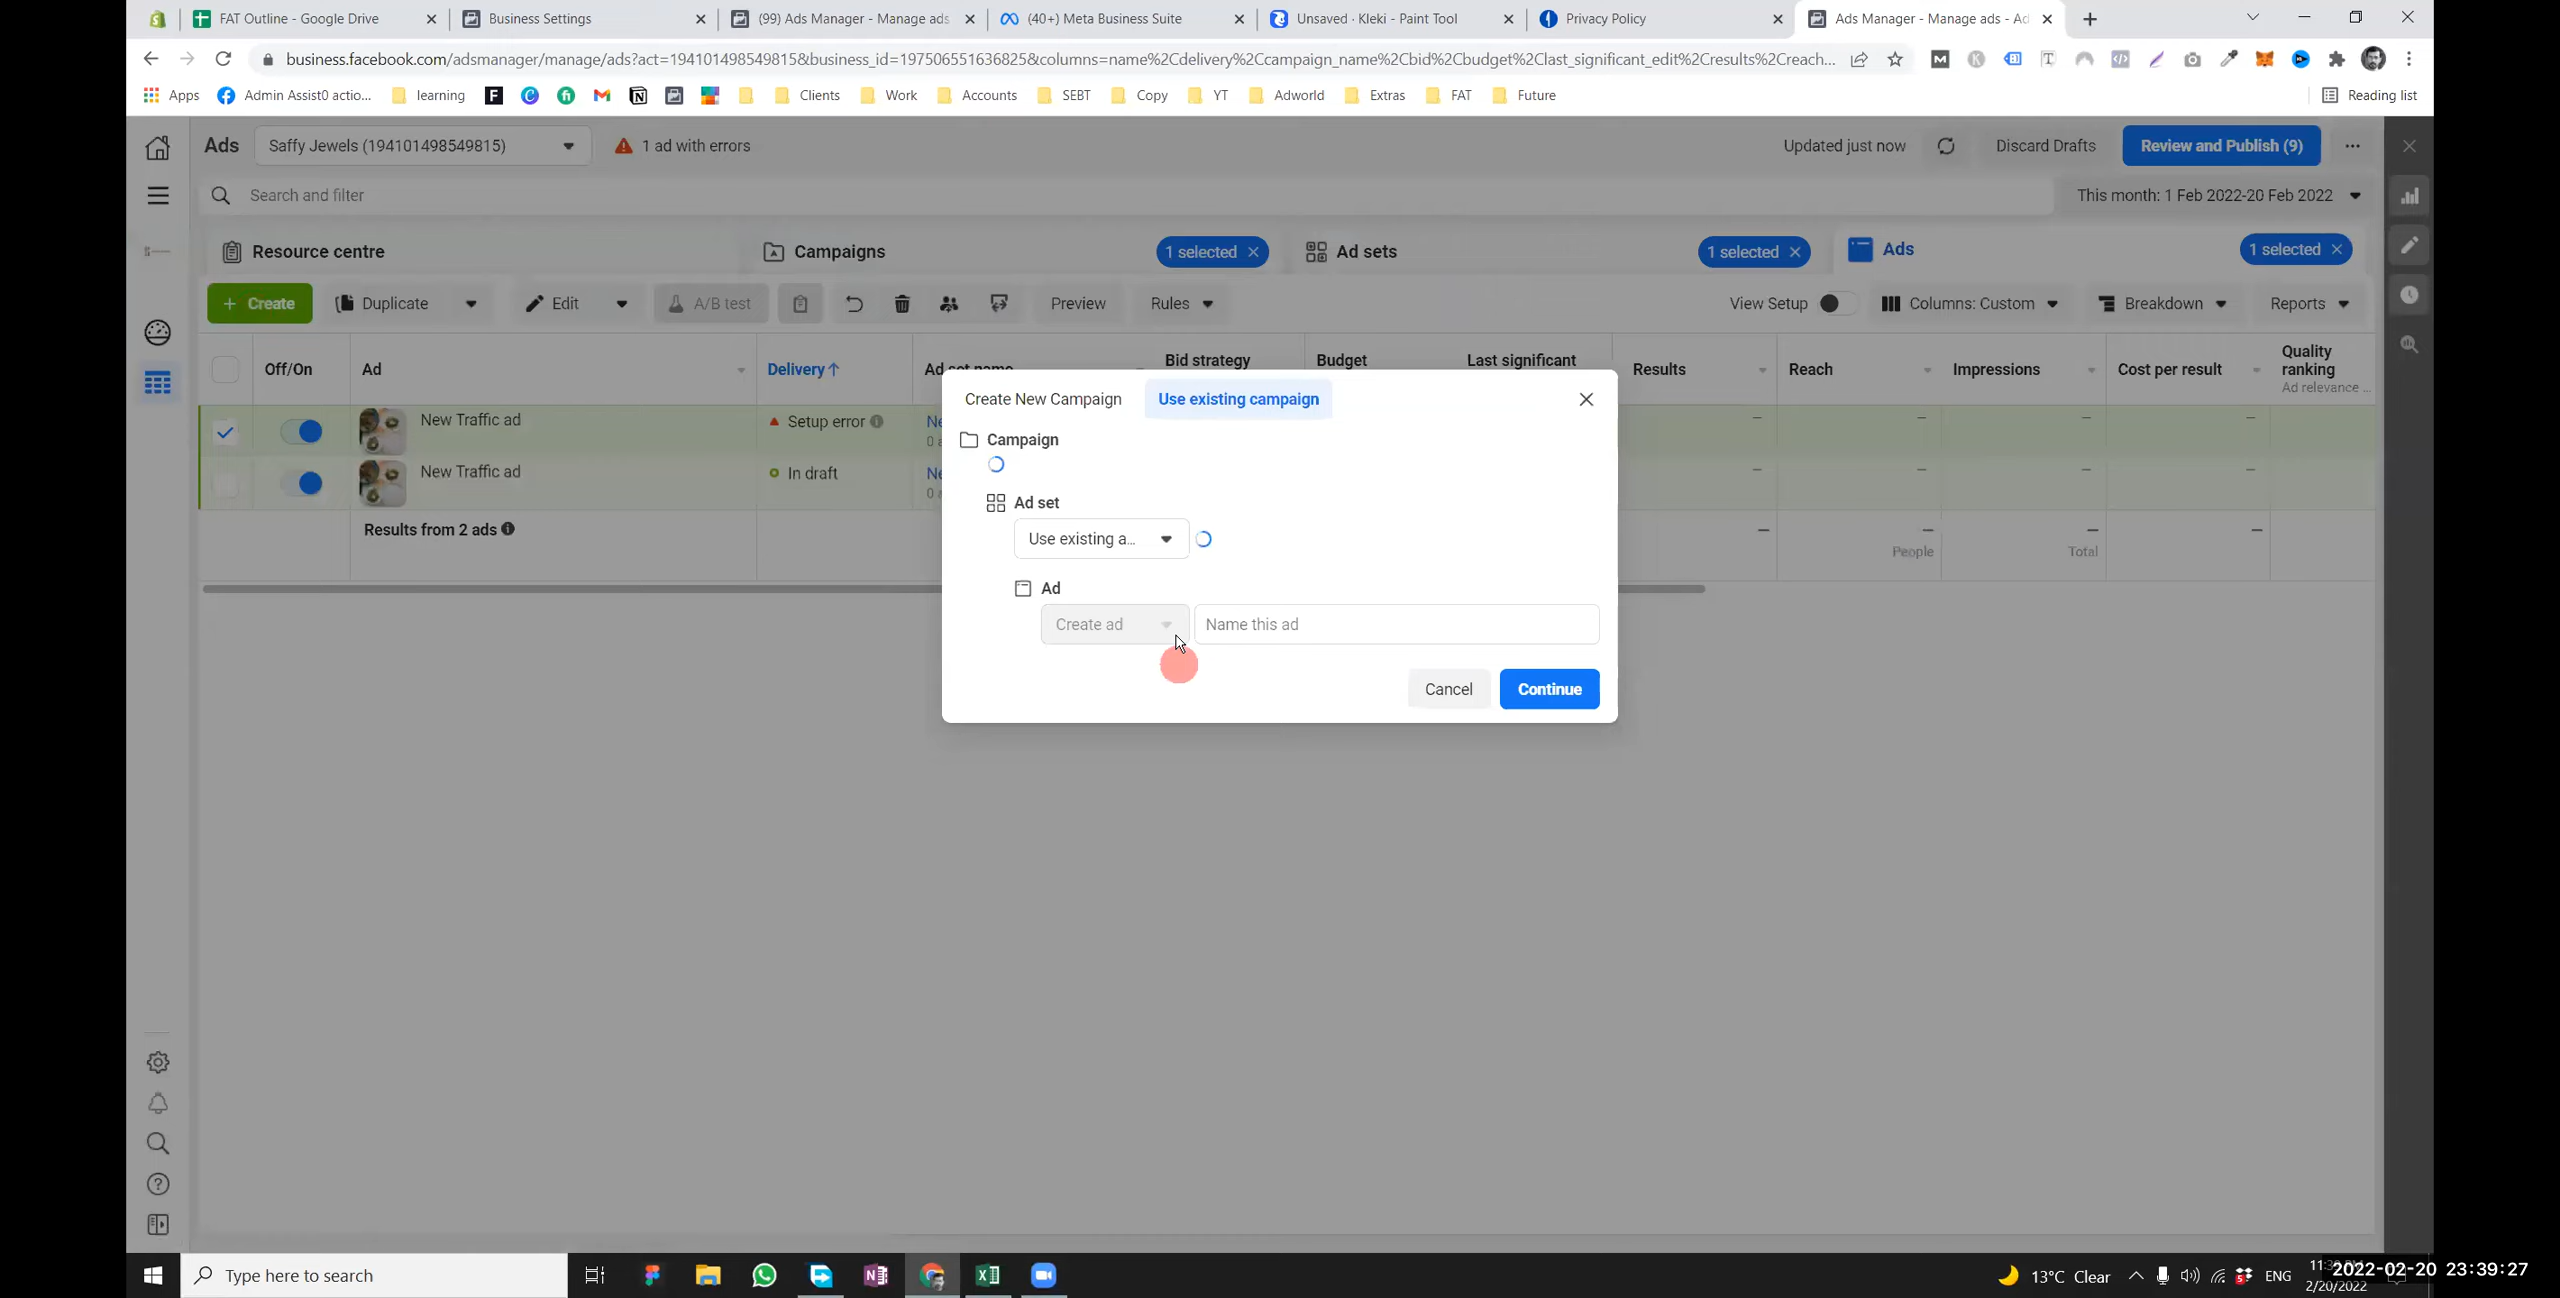 FAT Outline - Google Drive
Business Settings
(99) Ads Manager - Manage ads
(40+) Meta Business Suite
Unsaved · Kleki - Paint Tool
Privacy Policy
Ads Manager - Manage ads - Ad
business.facebook.com/adsmanager/manage/ads?act=194101498549815&business_id=197506551636825&columns=name%2Cdelivery%2Ccampaign_name%2Cbid%2Cbudget%2Clast_significant_edit%2Cresults%2Creach...
Apps
Admin Assist0 actio...
learning
Clients
Work
Accounts
SEBT
Copy
YT
Adworld
Extras
FAT
Future
Reading list
Ads
Saffy Jewels (194101498549815)
1 ad with errors
Updated just now
Discard Drafts
Review and Publish (9)
Search and filter
This month: 1 Feb 2022-20 Feb 2022
Resource centre
Campaigns
1 selected
Ad sets
1 selected
Ads
1 selected
+ Create
Duplicate
Edit
A/B test
Preview
Rules
View Setup
Columns: Custom
Breakdown
Reports
Off/On
Ad
Delivery↑
Ad set name
Bid strategy
Budget
Last significant
Results
Reach
Impressions
Cost per result
Quality
ranking
Ad relevance ...
New Traffic ad
Setup error
Ne
0 a
New Traffic ad
In draft
Ne
0 a
Results from 2 ads
People
Total
Create New Campaign
Use existing campaign
Campaign
Ad set
Use existing a...
Ad
Create ad
Name this ad
Cancel
Continue
Type here to search
13°C Clear
ENG
2/20/2022
2022-02-20 23:39:27